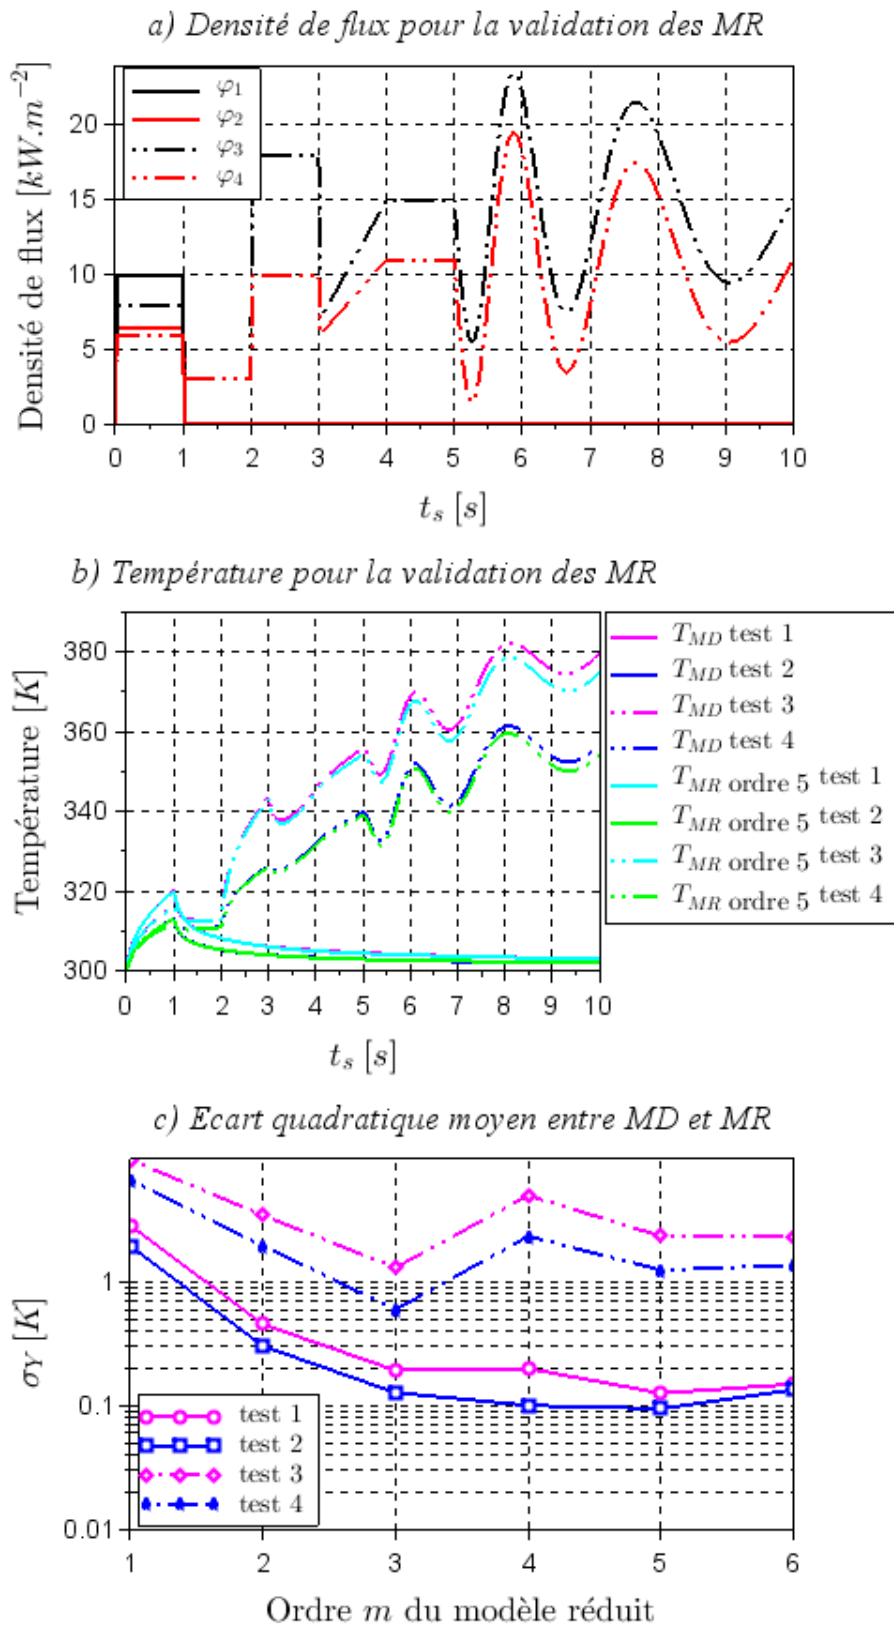 a) Densité de flux pour la validation des MR
Densité de flux [kW.m⁻²]
φ₁
φ₂
φ₃
φ₄
20
15
10
5
0
0 1 2 3 4 5 6 7 8 9 10
t_s [s]
b) Température pour la validation des MR
Température [K]
380
360
340
320
300
0 1 2 3 4 5 6 7 8 9 10
t_s [s]
T_MD test 1
T_MD test 2
T_MD test 3
T_MD test 4
T_MR ordre 5 test 1
T_MR ordre 5 test 2
T_MR ordre 5 test 3
T_MR ordre 5 test 4
c) Ecart quadratique moyen entre MD et MR
σ_Y [K]
1
0.1
0.01
test 1
test 2
test 3
test 4
1 2 3 4 5 6
Ordre m du modèle réduit